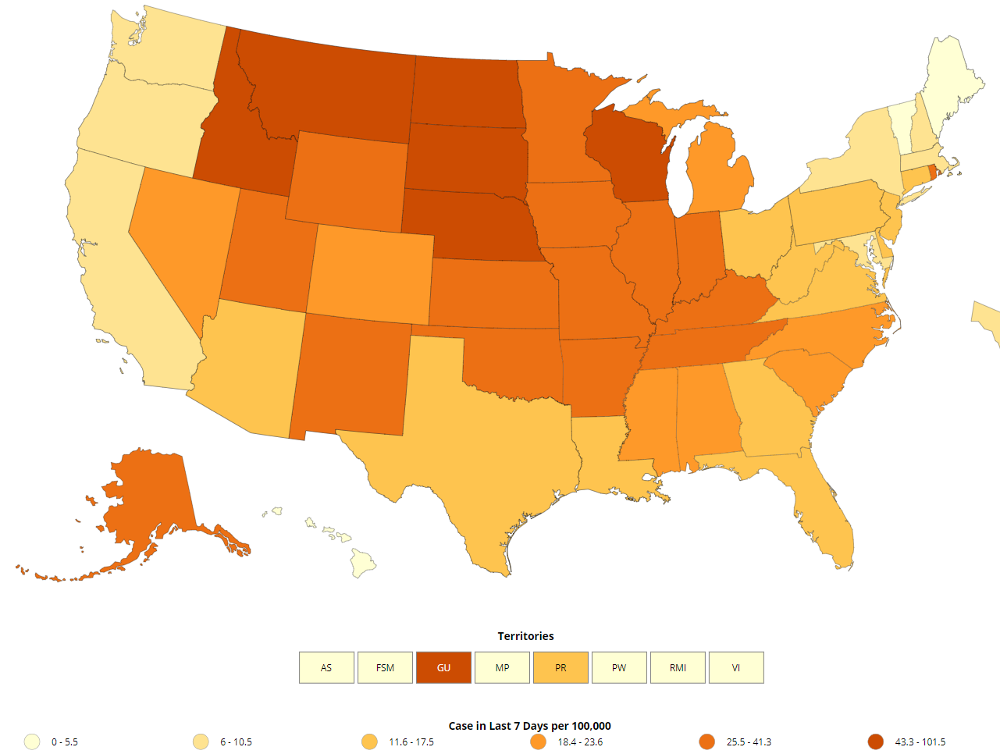 Territories
AS FSM GU MP PR PW RMI VI
Case in Last 7 Days per 100,000
0 - 5.5 6 - 10.5 11.6 - 17.5 18.4 - 23.6 25.5 - 41.3 43.3 - 101.5